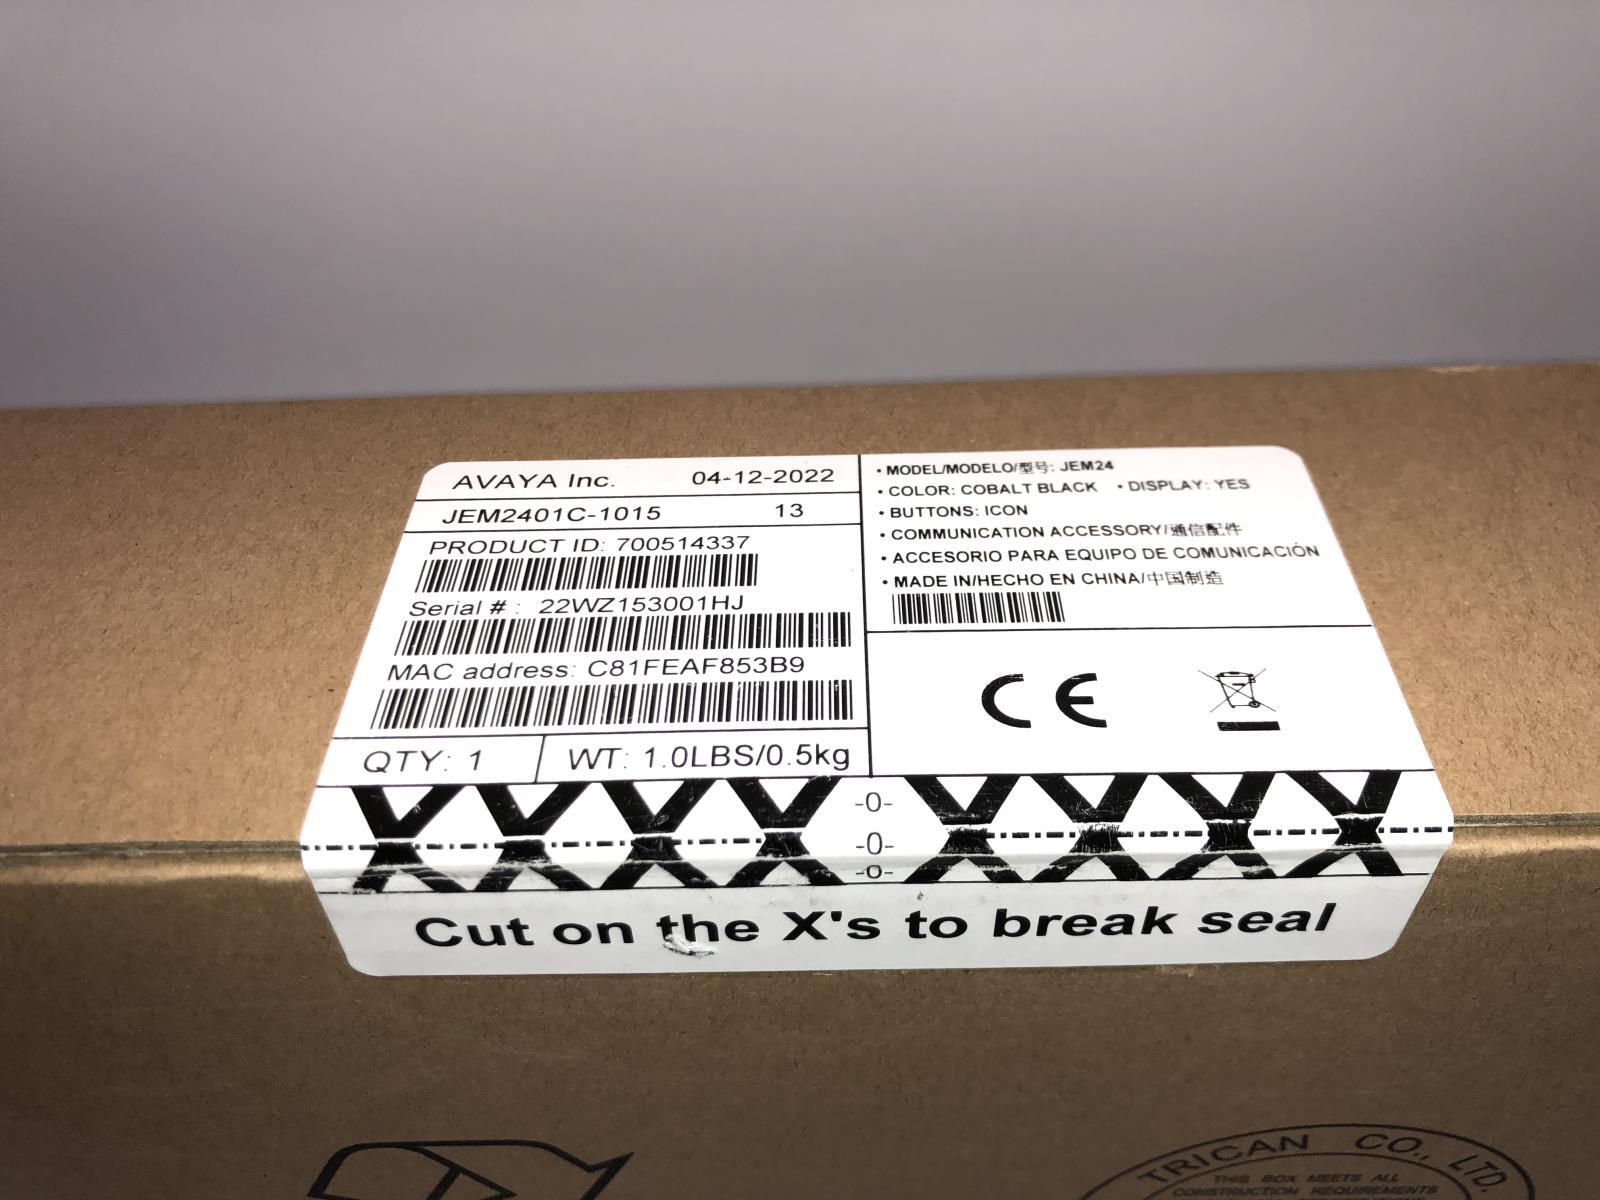 AVAYA Inc. 04-12-2022
JEM2401C-1015 13
PRODUCT ID: 700514337
Serial # : 22WZ153001HJ
MAC address: C81FEAF853B9
QTY: 1 WT: 1.0LBS/0.5kg
• MODEL/MODELO/型号: JEM24
• COLOR: COBALT BLACK • DISPLAY: YES
• BUTTONS: ICON
• COMMUNICATION ACCESSORY/通信配件
• ACCESORIO PARA EQUIPO DE COMUNICACIÓN
• MADE IN/HECHO EN CHINA/中国制造
CE
-0-
-0-
-0-
Cut on the X's to break seal
TRICAN CO., LTD.
THIS BOX MEETS ALL
CONSTRUCTION REQUIREMENTS